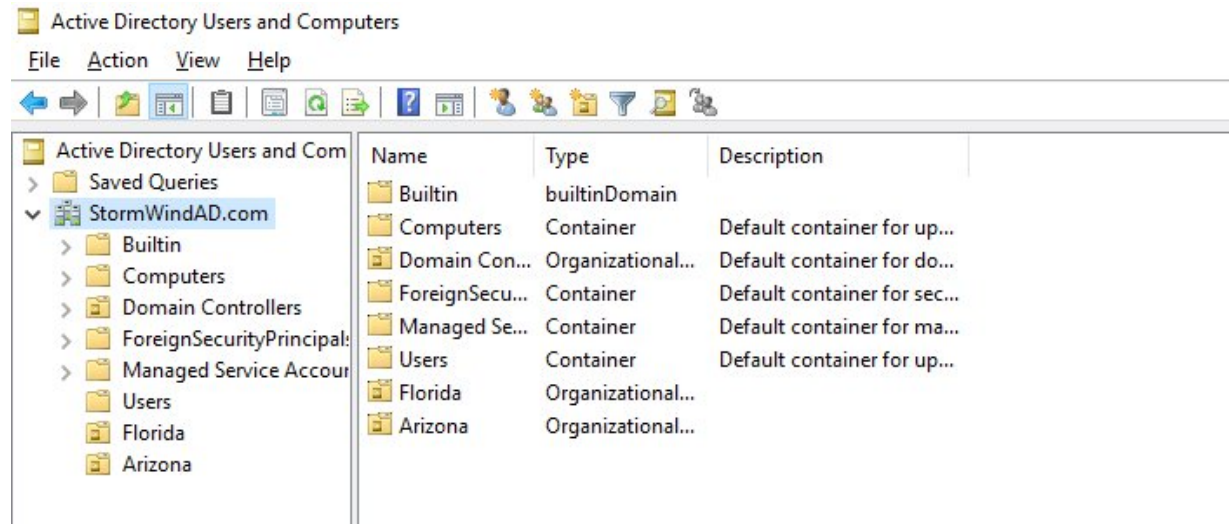 Active Directory Users and Computers
File Action View Help
Active Directory Users and Com
Saved Queries
StormWindAD.com
Builtin
Computers
Domain Controllers
ForeignSecurityPrincipals
Managed Service Accour
Users
Florida
Arizona
Name Type Description
Builtin builtinDomain
Computers Container Default container for up...
Domain Con... Organizational... Default container for do...
ForeignSecu... Container Default container for sec...
Managed Se... Container Default container for ma...
Users Container Default container for up...
Florida Organizational...
Arizona Organizational...